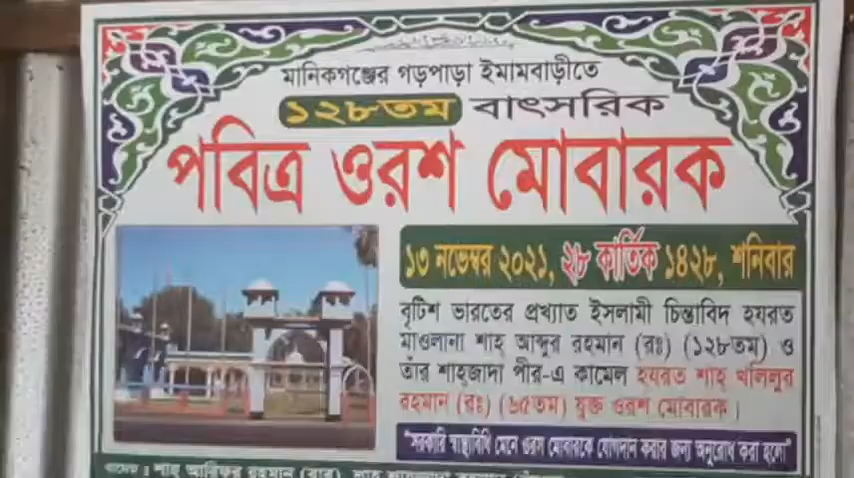 মানিকগঞ্জের গড়পাড়া ইমামবাড়ীতে
১২৮তম বাৎসরিক
পবিত্র ওরশ মোবারক
১৩ নভেম্বর ২০২১, ২৮ কার্তিক ১৪২৮, শনিবার
বৃটিশ ভারতের প্রখ্যাত ইসলামী চিন্তাবিদ হযরত
মাওলানা শাহ্ আব্দুর রহমান (রঃ) (১২৮তম) ও
তাঁর শাহ্জাদা পীর-এ কামেল হযরত শাহ্ খলিলুর
রহমান (রঃ) (৬৫তম) যুক্ত ওরশ মোবারক।
"সরকারি স্বাস্থ্যবিধি মেনে ওরস মোবারকে যোগদান করার জন্য অনুরোধ করা হলো"